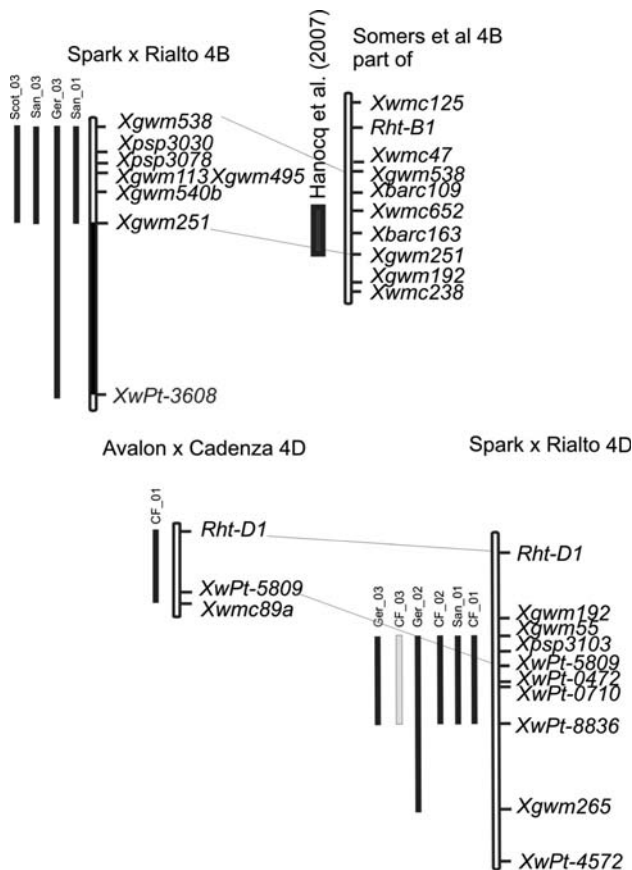 Spark x Rialto 4B
Scot_03
San_03
Ger_03
San_01
Xgwm538
Xpsp3030
Xpsp3078
Xgwm113 Xgwm495
Xgwm540b
Xgwm251
XwPt-3608
Somers et al 4B
part of
Hanocq et al. (2007)
Xwmc125
Rht-B1
Xwmc47
Xgwm538
Xbarc109
Xwmc652
Xbarc163
Xgwm251
Xgwm192
Xwmc238
Avalon x Cadenza 4D
CF_01
Rht-D1
XwPt-5809
Xwmc89a
Spark x Rialto 4D
Ger_03
CF_03
Ger_02
CF_02
San_01
CF_01
Rht-D1
Xgwm192
Xgwm55
Xpsp3103
XwPt-5809
XwPt-0472
XwPt-0710
XwPt-8836
Xgwm265
XwPt-4572